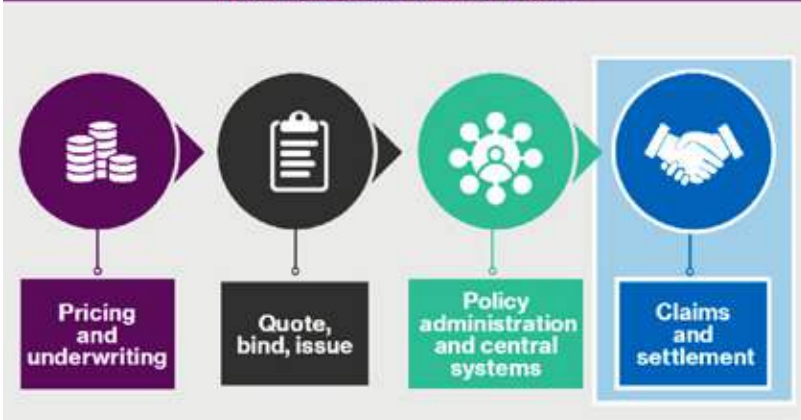 Pricing
and
underwriting
Quote,
bind, issue
Policy
administration
and central
systems
Claims
and
settlement